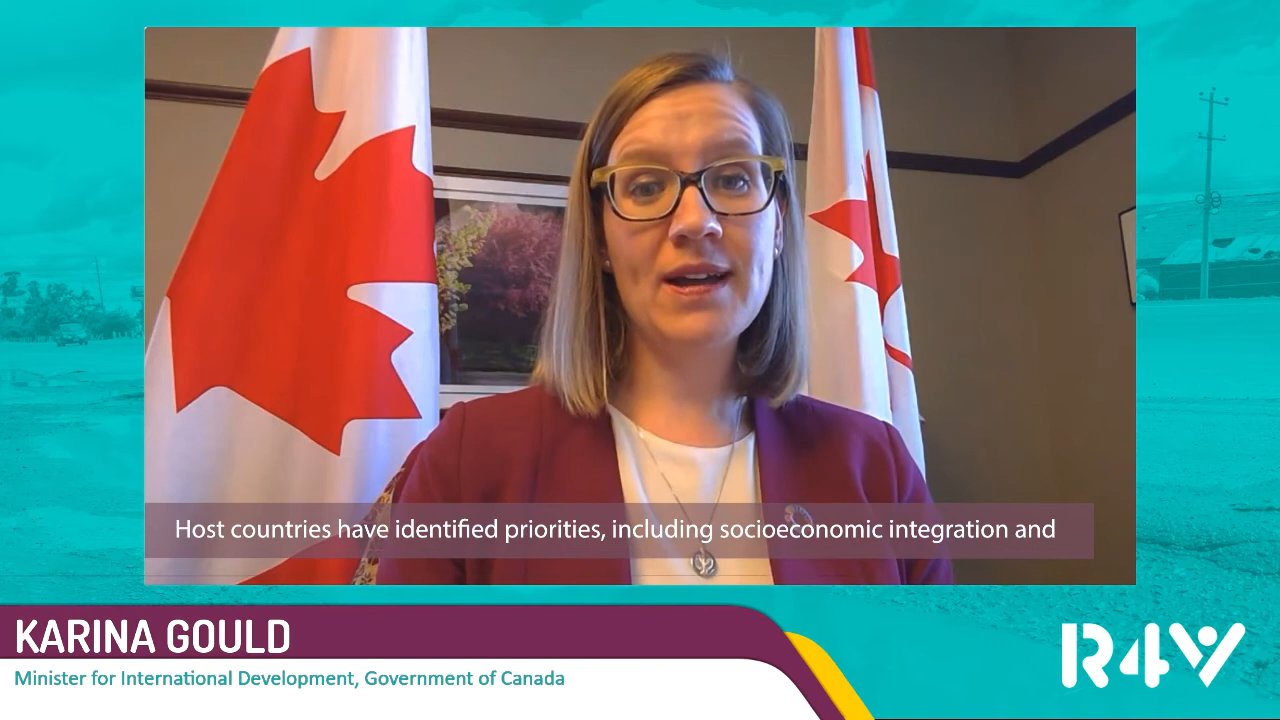 Host countries have identified priorities, including socioeconomic integration and
KARINA GOULD
Minister for International Development, Government of Canada
R4V